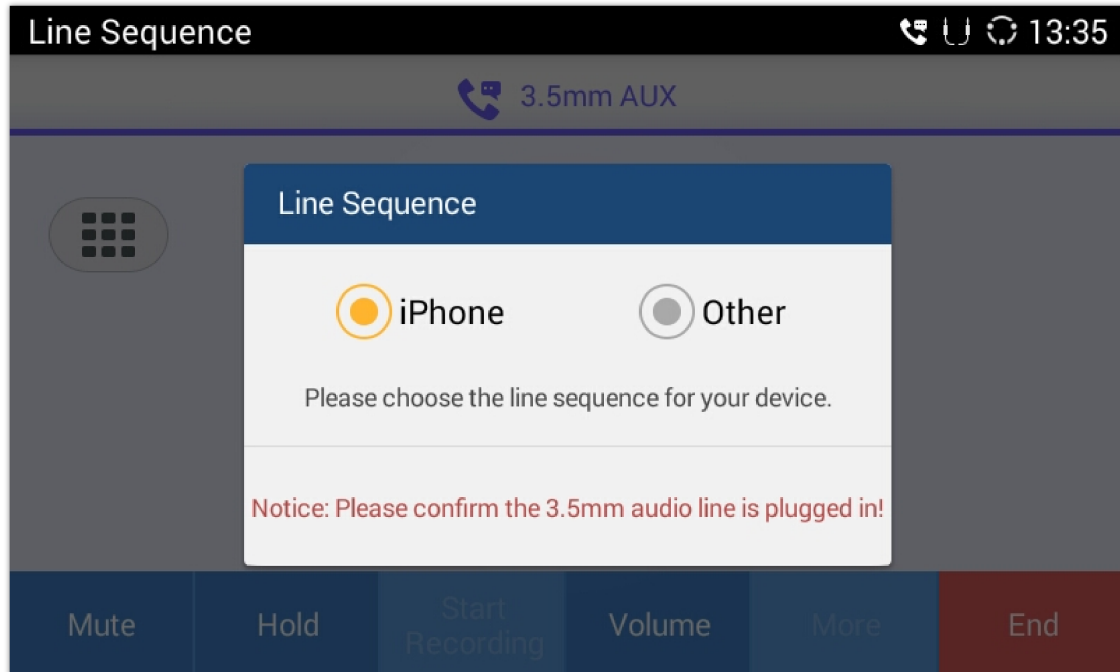 Line Sequence 13:35
3.5mm AUX
Line Sequence
iPhone Other
Please choose the line sequence for your device.
Notice: Please confirm the 3.5mm audio line is plugged in!
Mute Hold Start Recording Volume More End